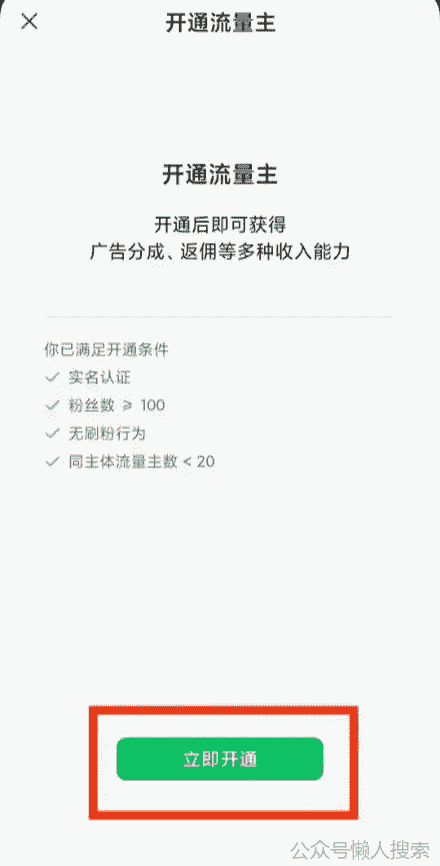 开通流量主
开通流量主
开通后即可获得
广告分成、返佣等多种收入能力
你已满足开通条件
实名认证
粉丝数 ≥ 100
无刷粉行为
同主体流量主数 < 20
立即开通
公众号懒人搜索